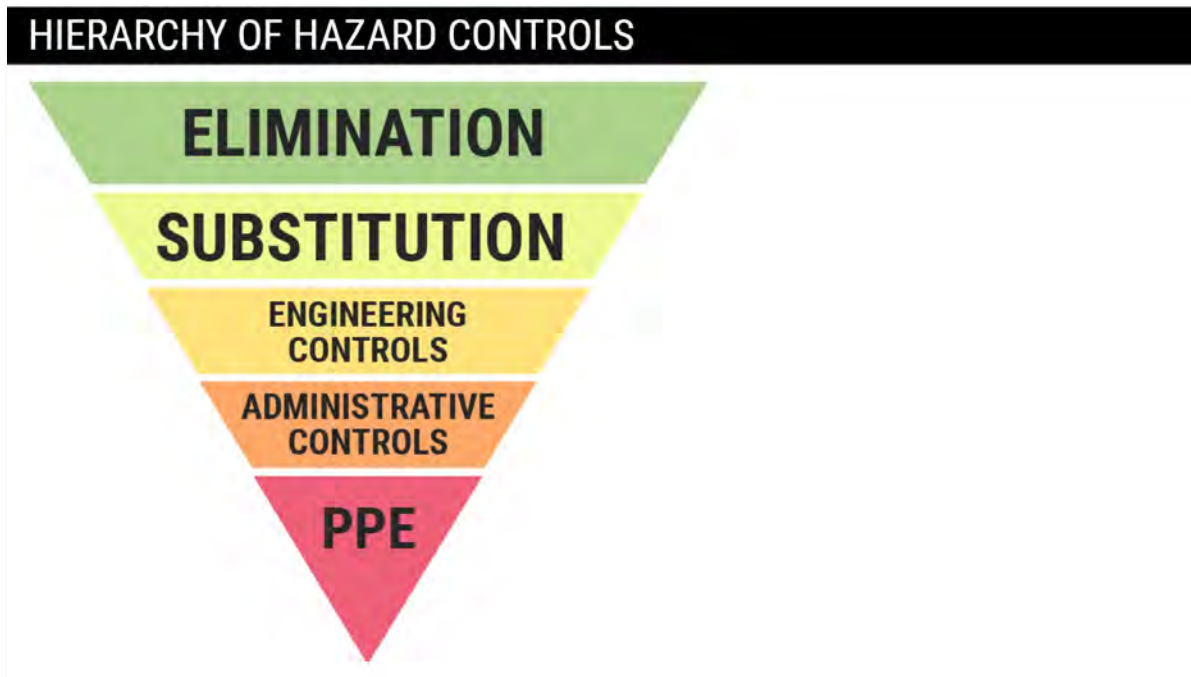 HIERARCHY OF HAZARD CONTROLS
ELIMINATION
SUBSTITUTION
ENGINEERING
CONTROLS
ADMINISTRATIVE
CONTROLS
PPE